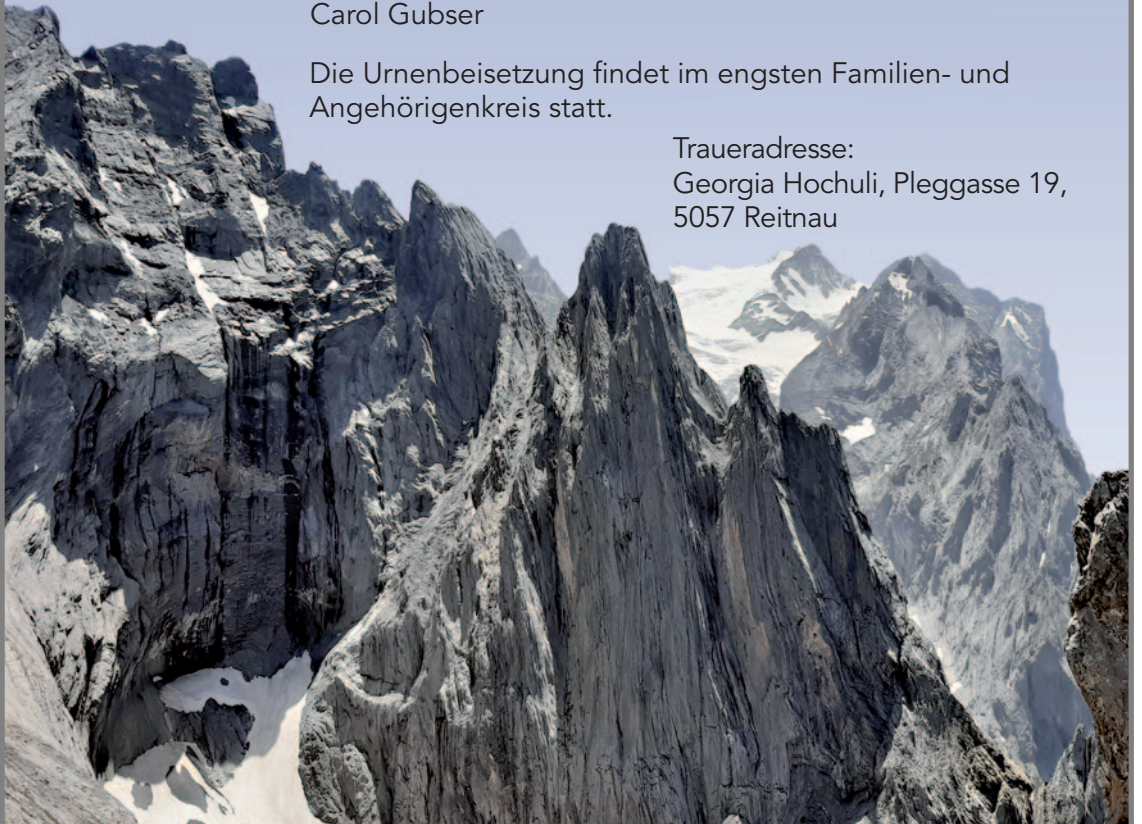 Carol Gubser
Die Urnenbeisetzung findet im engsten Familien- und
Angehörigenkreis statt.
Traueradresse:
Georgia Hochuli, Pleggasse 19,
5057 Reitnau